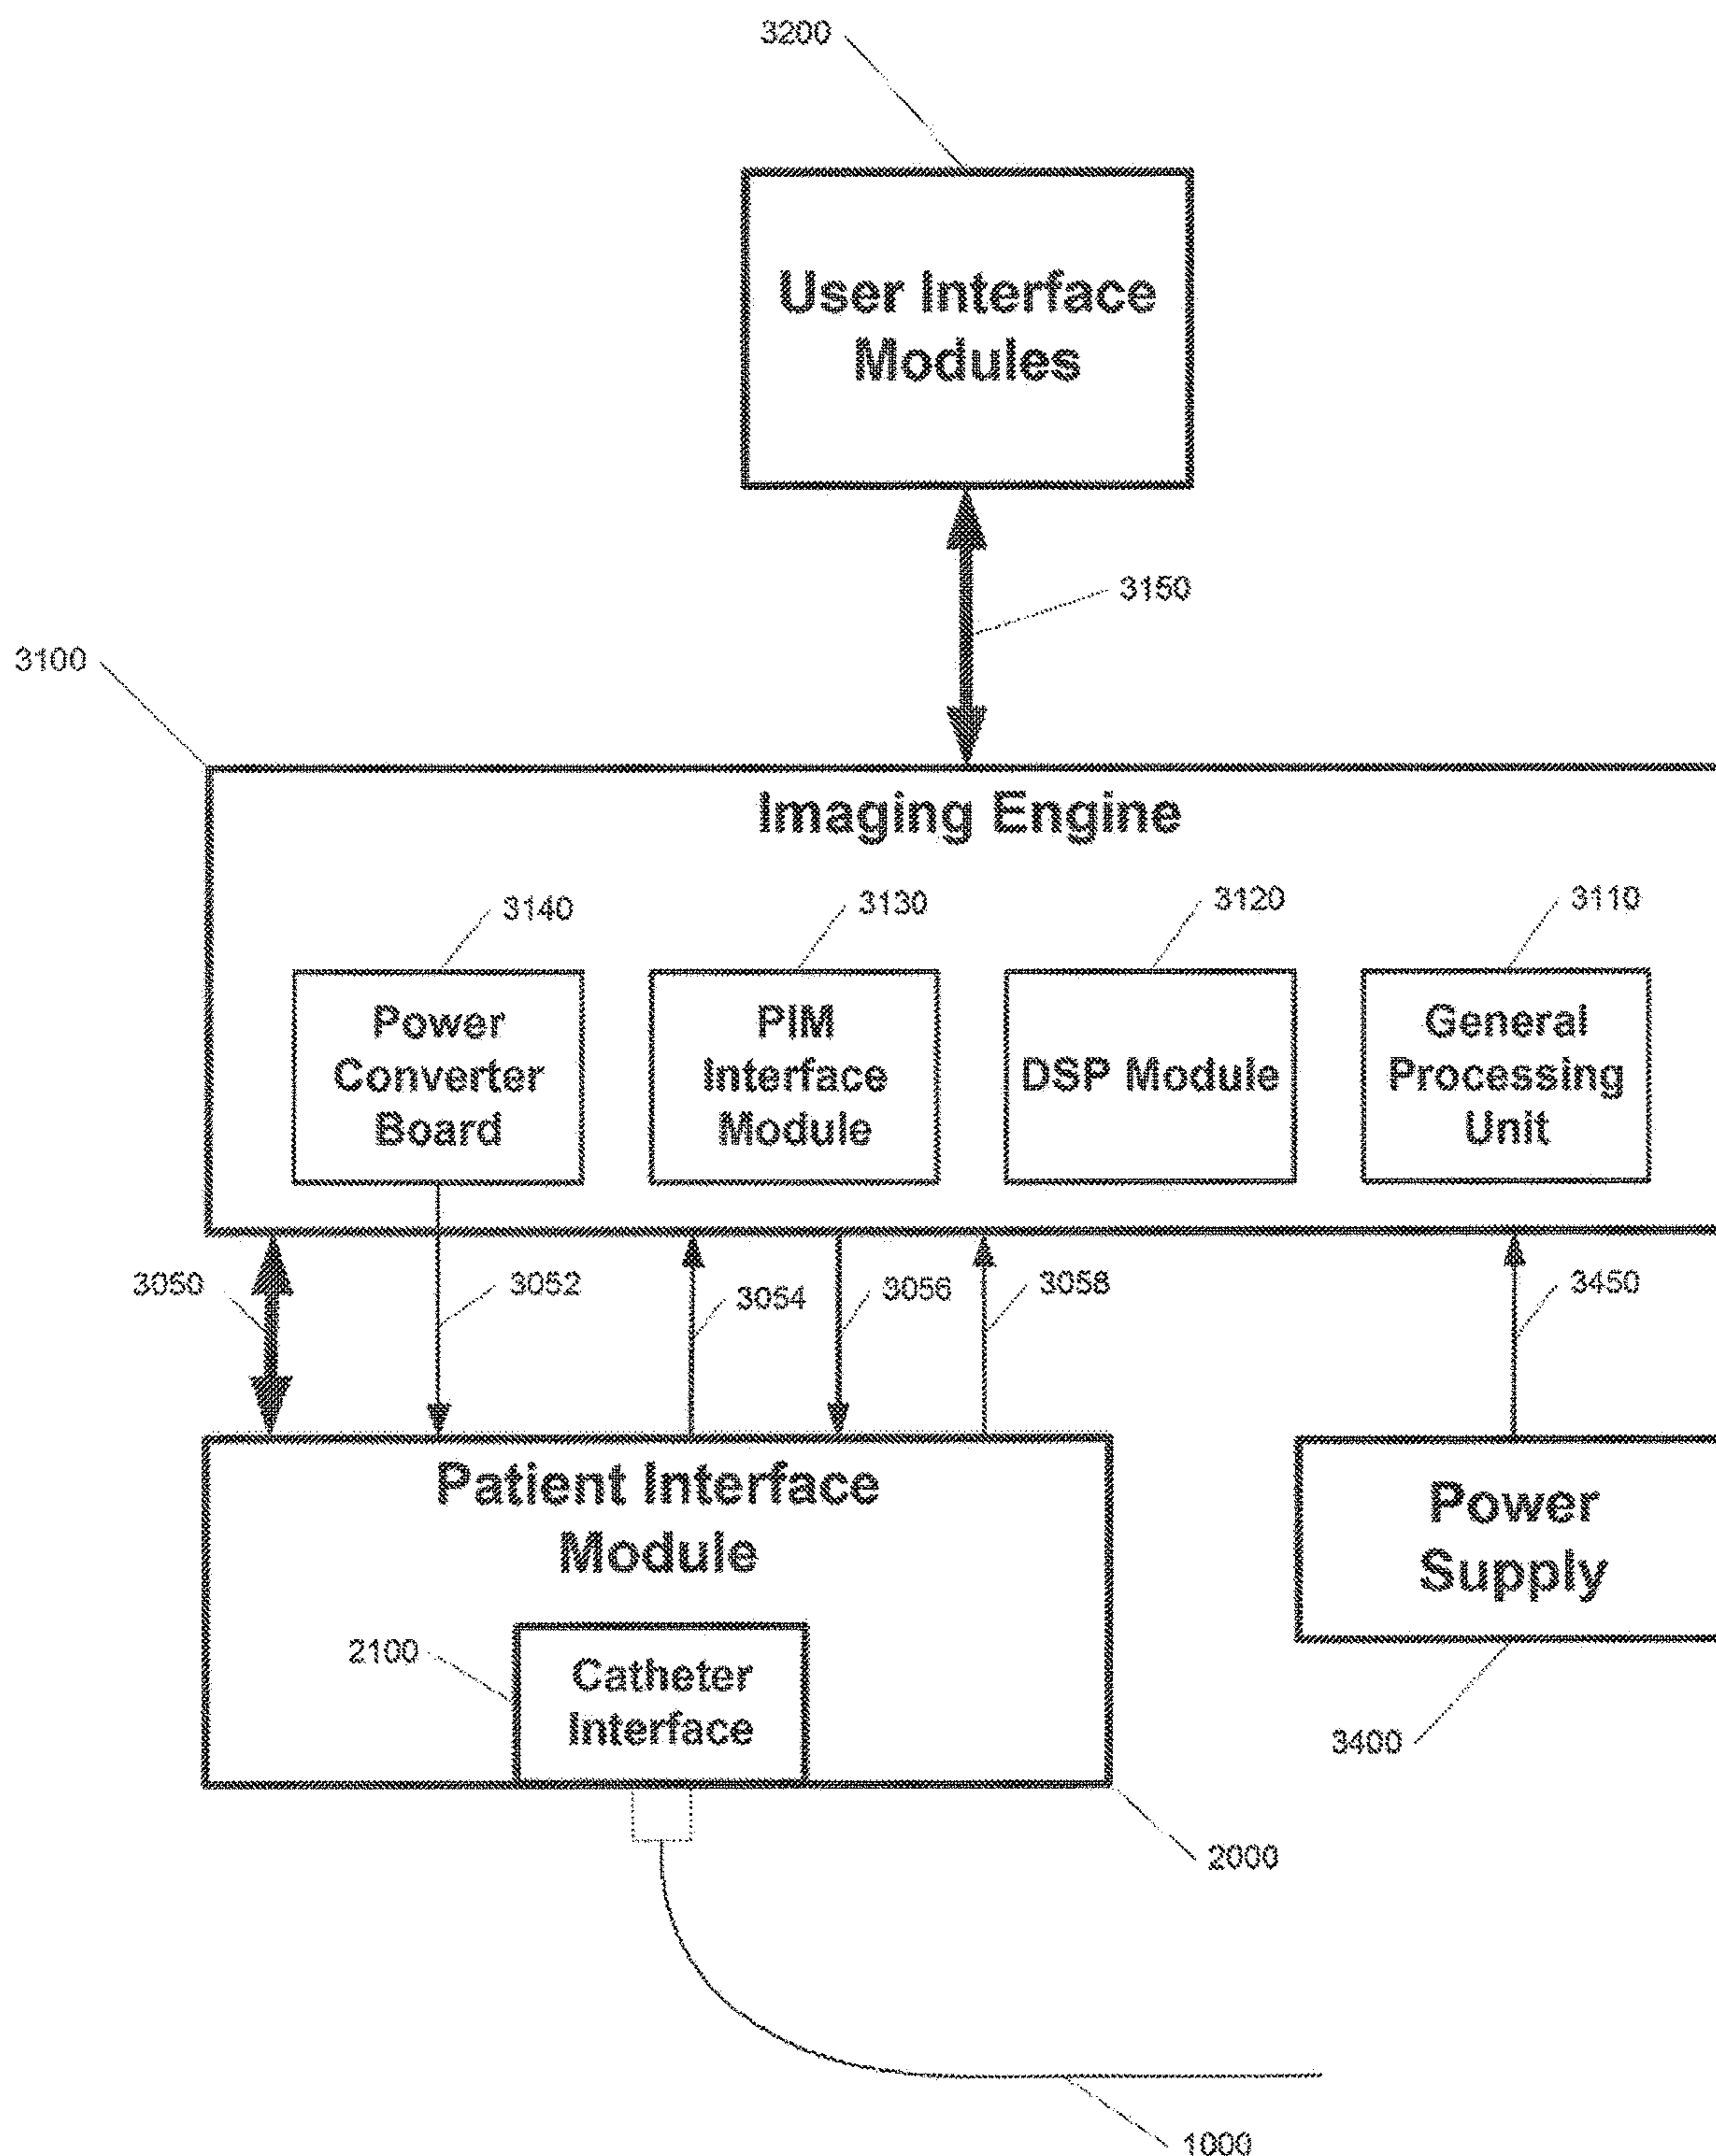 3200
User Interface
Modules
3150
3100
Imaging Engine
3140
3130
3120
3110
Power
Converter
Board
PIM
Interface
Module
DSP Module
General
Processing
Unit
3050
3052
3054
3056
3058
3450
Patient Interface
Module
Power
Supply
2100
Catheter
Interface
3400
2000
1000